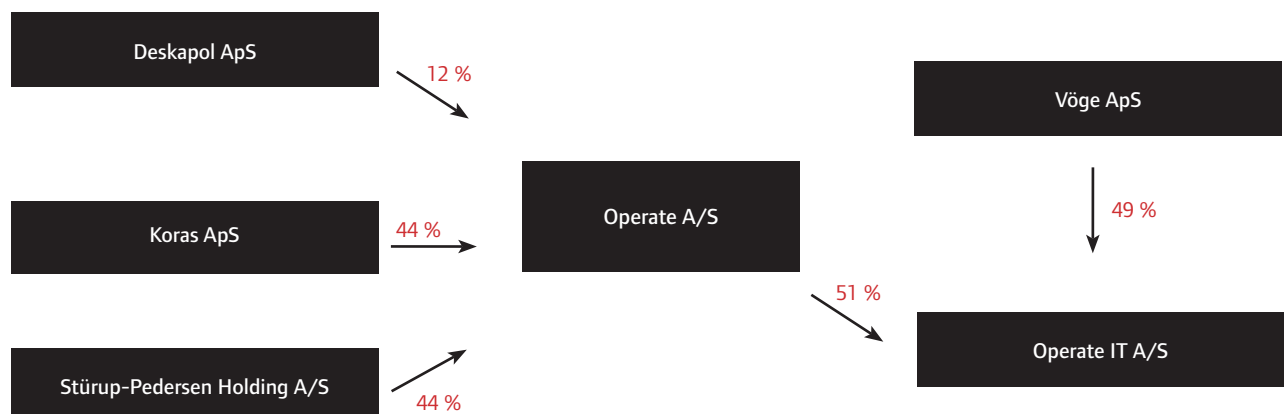 Deskapol ApS
12 %
Vöge ApS
Operate A/S
49 %
Koras ApS
44 %
51 %
Operate IT A/S
Stürup-Pedersen Holding A/S
44 %